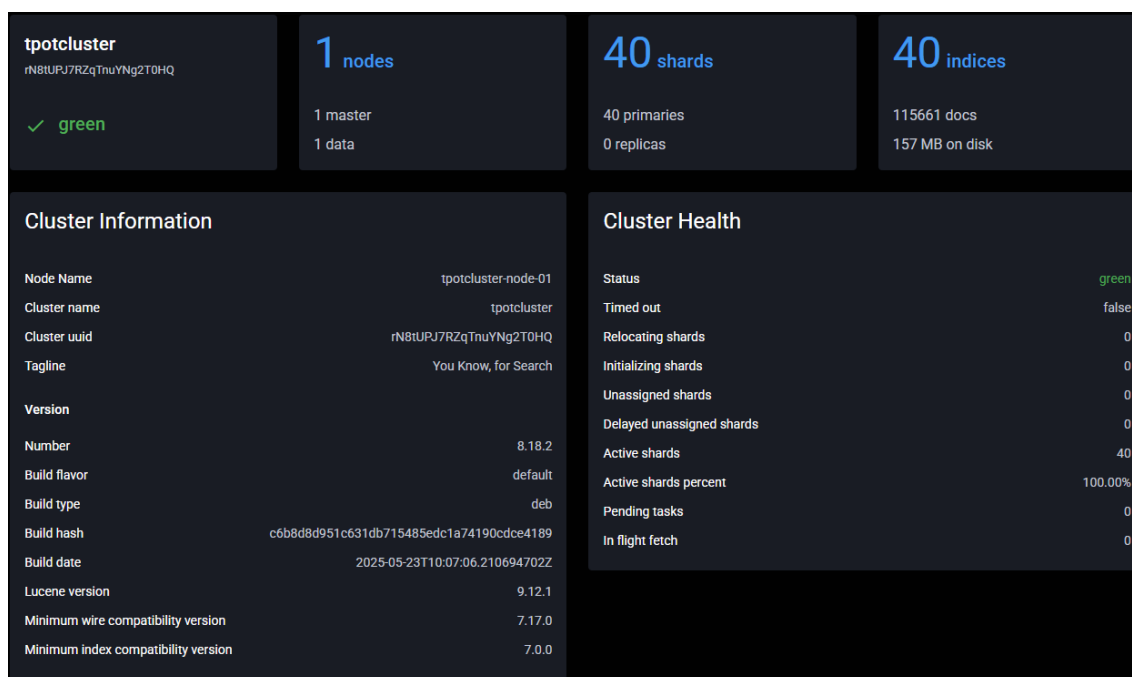 tpotcluster
rN8tUPJ7RZqTnuYNg2T0HQ
green
1 nodes
1 master
1 data
40 shards
40 primaries
0 replicas
40 indices
115661 docs
157 MB on disk
Cluster Information
Node Name tpotcluster-node-01
Cluster name tpotcluster
Cluster uuid rN8tUPJ7RZqTnuYNg2T0HQ
Tagline You Know, for Search
Version
Number 8.18.2
Build flavor default
Build type deb
Build hash c6b8d8d951c631db715485edc1a74190cdce4189
Build date 2025-05-23T10:07:06.210694702Z
Lucene version 9.12.1
Minimum wire compatibility version 7.17.0
Minimum index compatibility version 7.0.0
Cluster Health
Status green
Timed out false
Relocating shards 0
Initializing shards 0
Unassigned shards 0
Delayed unassigned shards 0
Active shards 40
Active shards percent 100.00%
Pending tasks 0
In flight fetch 0